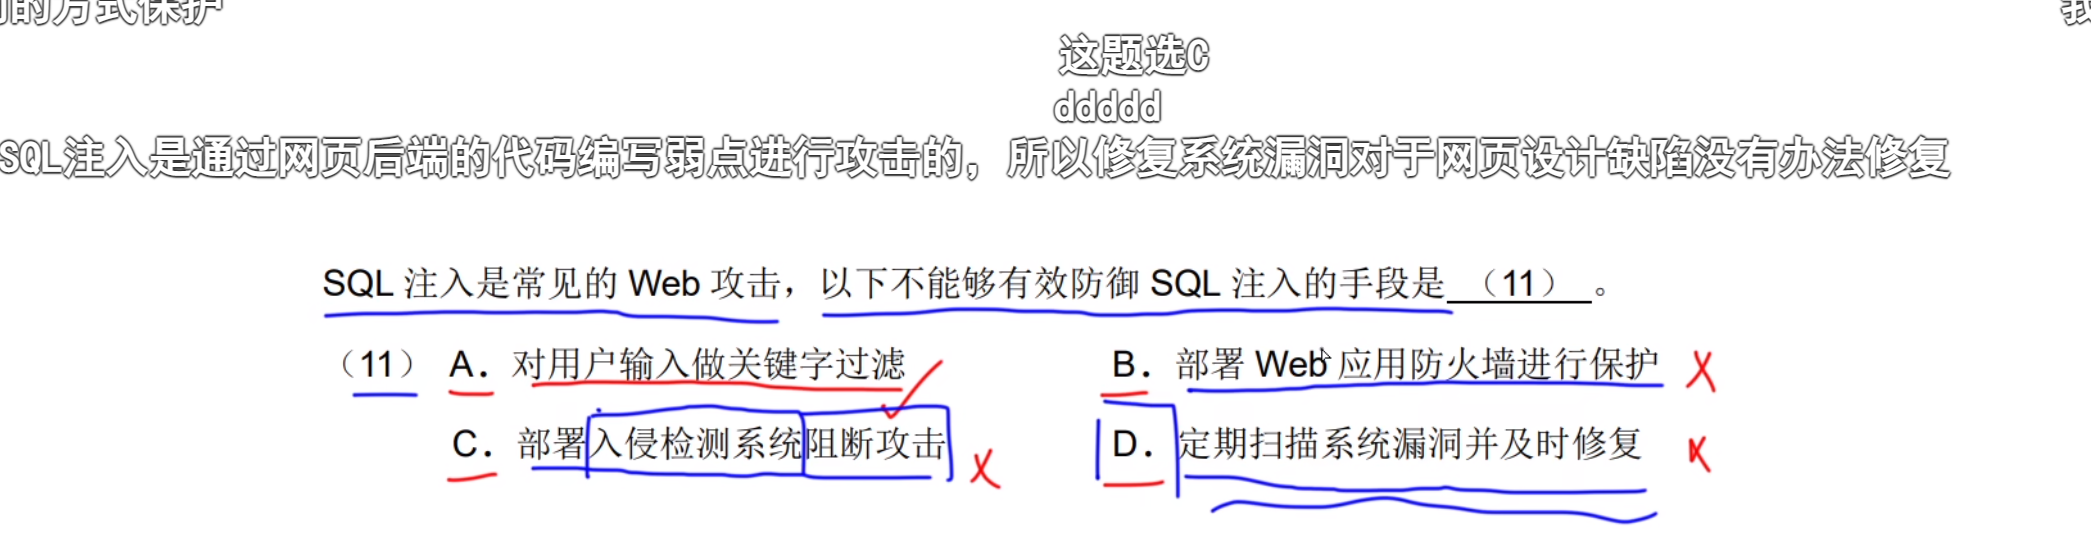 的方式保护
我
这题选C
ddddd
SQL注入是通过网页后端的代码编写弱点进行攻击的，所以修复系统漏洞对于网页设计缺陷没有办法修复
SQL 注入是常见的 Web 攻击，以下不能够有效防御 SQL 注入的手段是（11）。
（11） A．对用户输入做关键字过滤 B．部署 Web 应用防火墙进行保护
C．部署入侵检测系统阻断攻击 D．定期扫描系统漏洞并及时修复